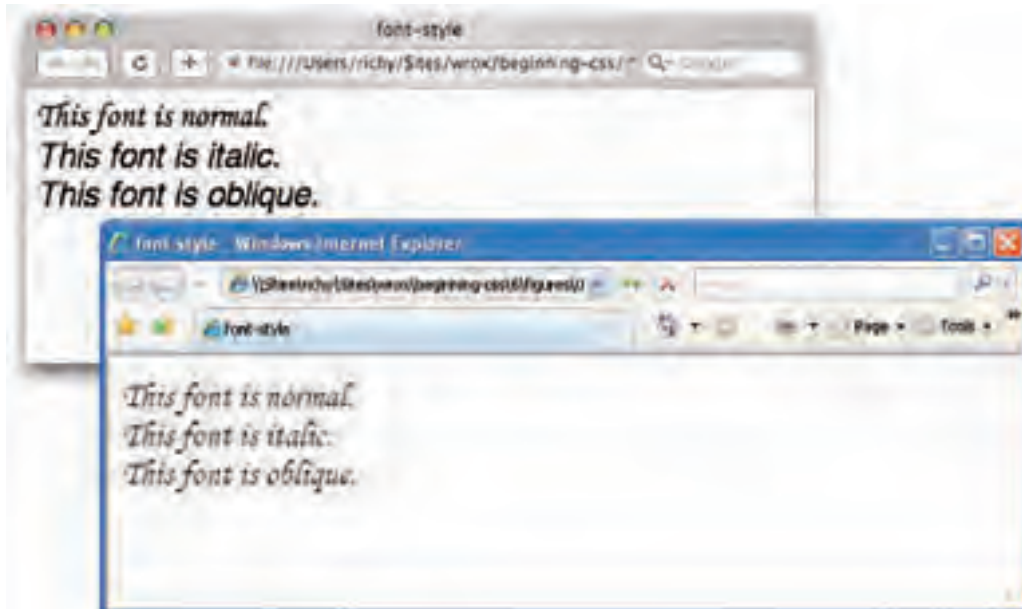 font-style
file:///Users/richy/Sites/wrox/beginning-css/
This font is normal.
This font is italic.
This font is oblique.
font-style - Windows Internet Explorer
font-style
Page
Tools
This font is normal.
This font is italic.
This font is oblique.